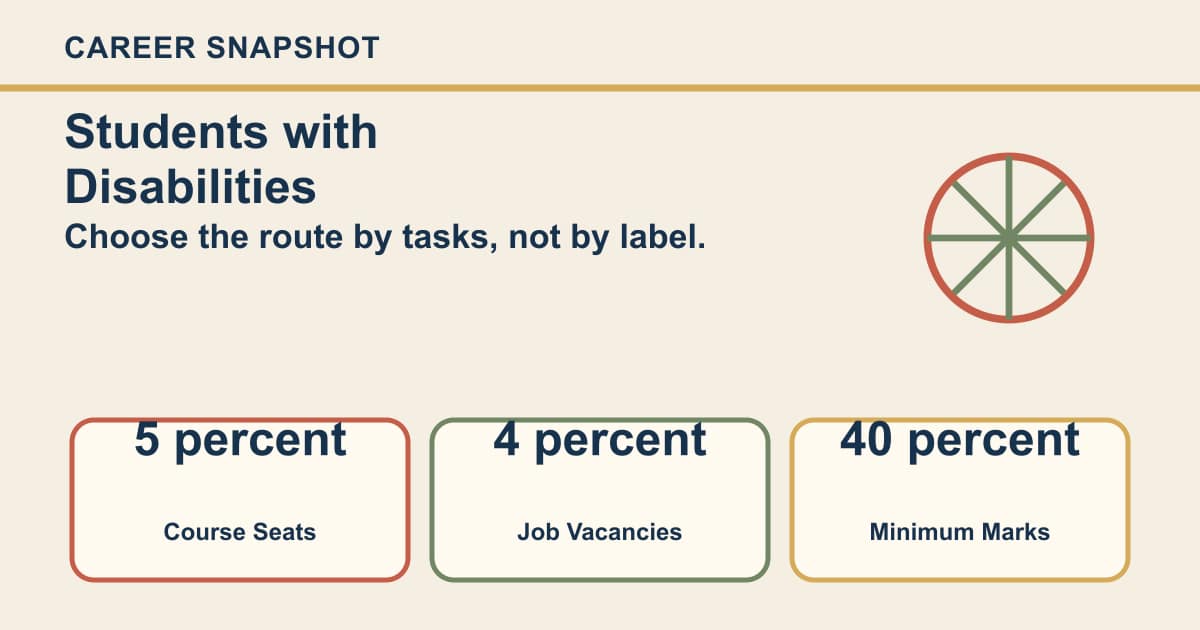 CAREER SNAPSHOT
Students with
Disabilities
Choose the route by tasks, not by label.
5 percent
Course Seats
4 percent
Job Vacancies
40 percent
Minimum Marks